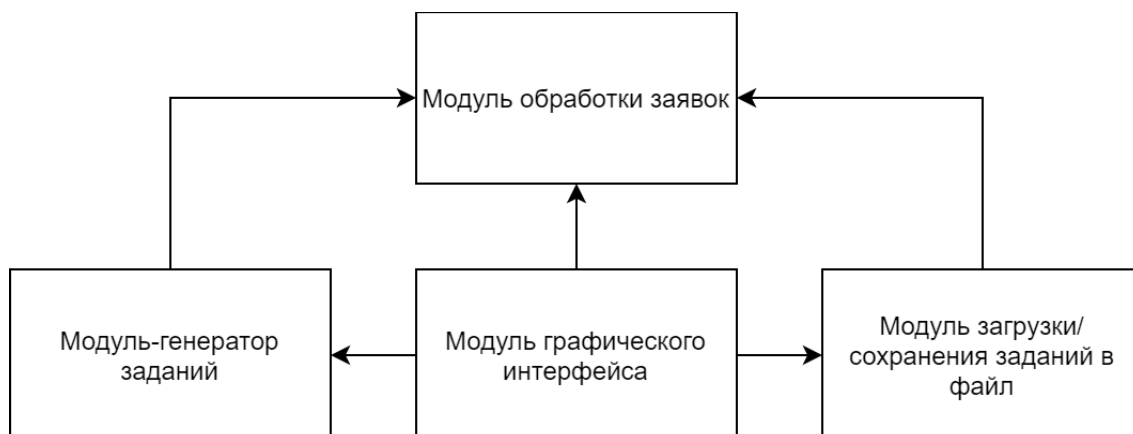 Модуль обработки заявок
Модуль-генератор
заданий
Модуль графического
интерфейса
Модуль загрузки/
сохранения заданий в
файл